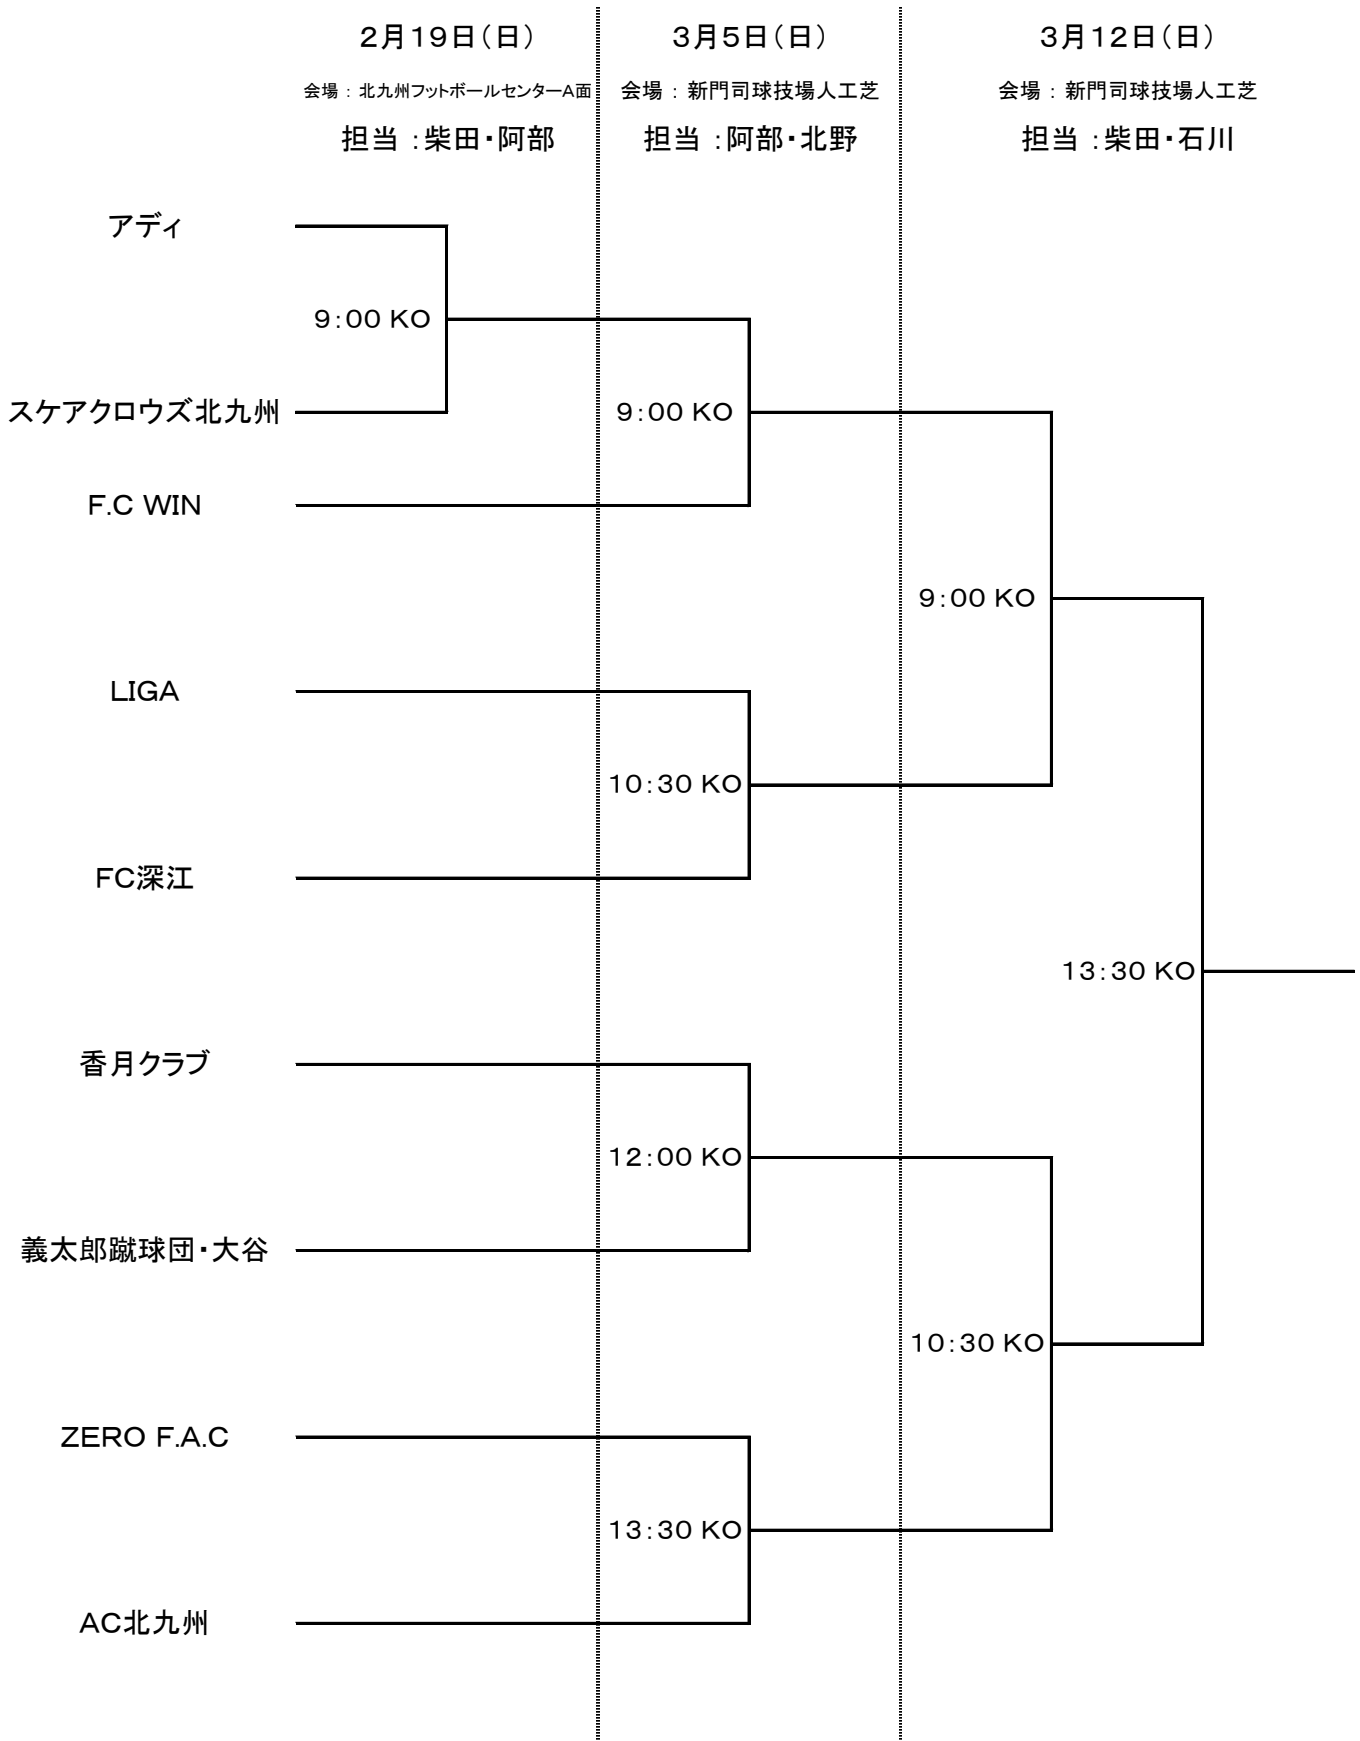 2月19日(日)
3月5日(日)
3月12日(日)
会場 : 北九州フットボールセンターA面
会場 : 新門司球技場人工芝
会場 : 新門司球技場人工芝
担当 :柴田・阿部
担当 :阿部・北野
担当 :柴田・石川
アディ
9:00 KO
スケアクロウズ北九州
9:00 KO
F.C WIN
9:00 KO
LIGA
10:30 KO
FC深江
13:30 KO
香月クラブ
12:00 KO
義太郎蹴球団・大谷
10:30 KO
ZERO F.A.C
13:30 KO
AC北九州